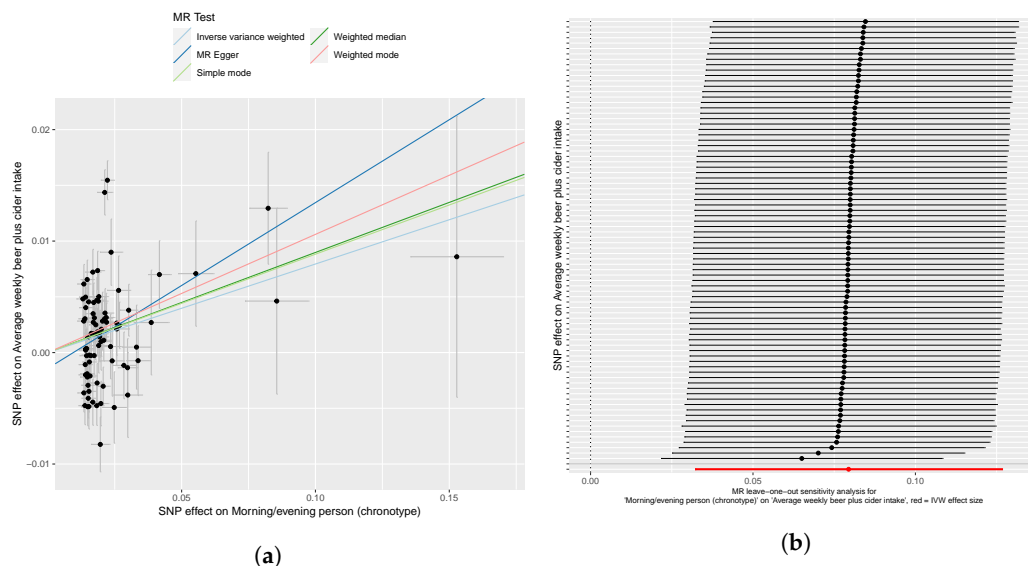 MR Test
Inverse variance weighted
Weighted median
MR Egger
Weighted mode
Simple mode
SNP effect on Average weekly beer plus cider intake
0.02
0.01
0.00
−0.01
0.05
0.10
0.15
SNP effect on Morning/evening person (chronotype)
(a)
SNP effect on Average weekly beer plus cider intake
0.00
0.05
0.10
MR leave−one−out sensitivity analysis for
'Morning/evening person (chronotype)' on 'Average weekly beer plus cider intake', red = IVW effect size
(b)